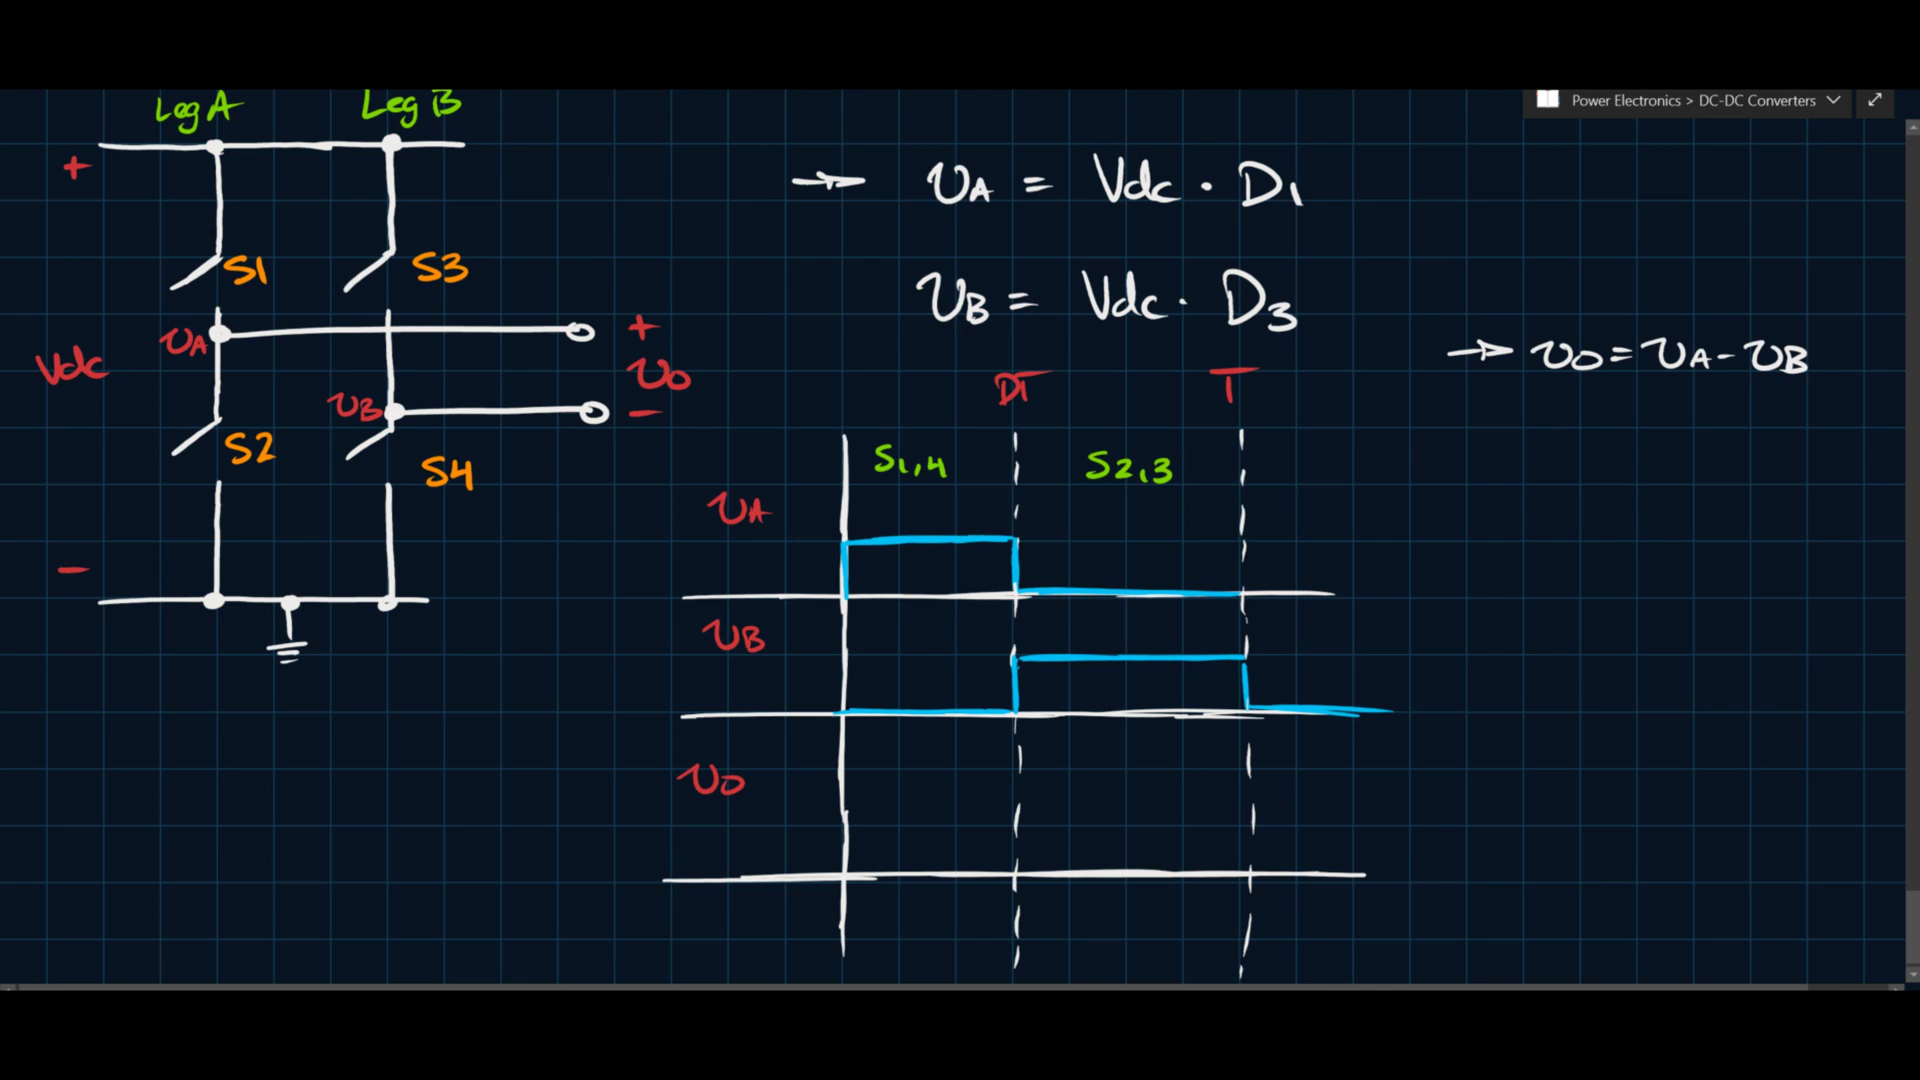 Leg A
Leg B
Power Electronics > DC-DC Converters
+
→ VA = Vdc · D1
S1
S3
VB = Vdc · D3
VA
+
Vdc
VO
→ VO = VA - VB
VB
-
DT
T
S2
S4
S1,4
S2,3
VA
-
VB
VO